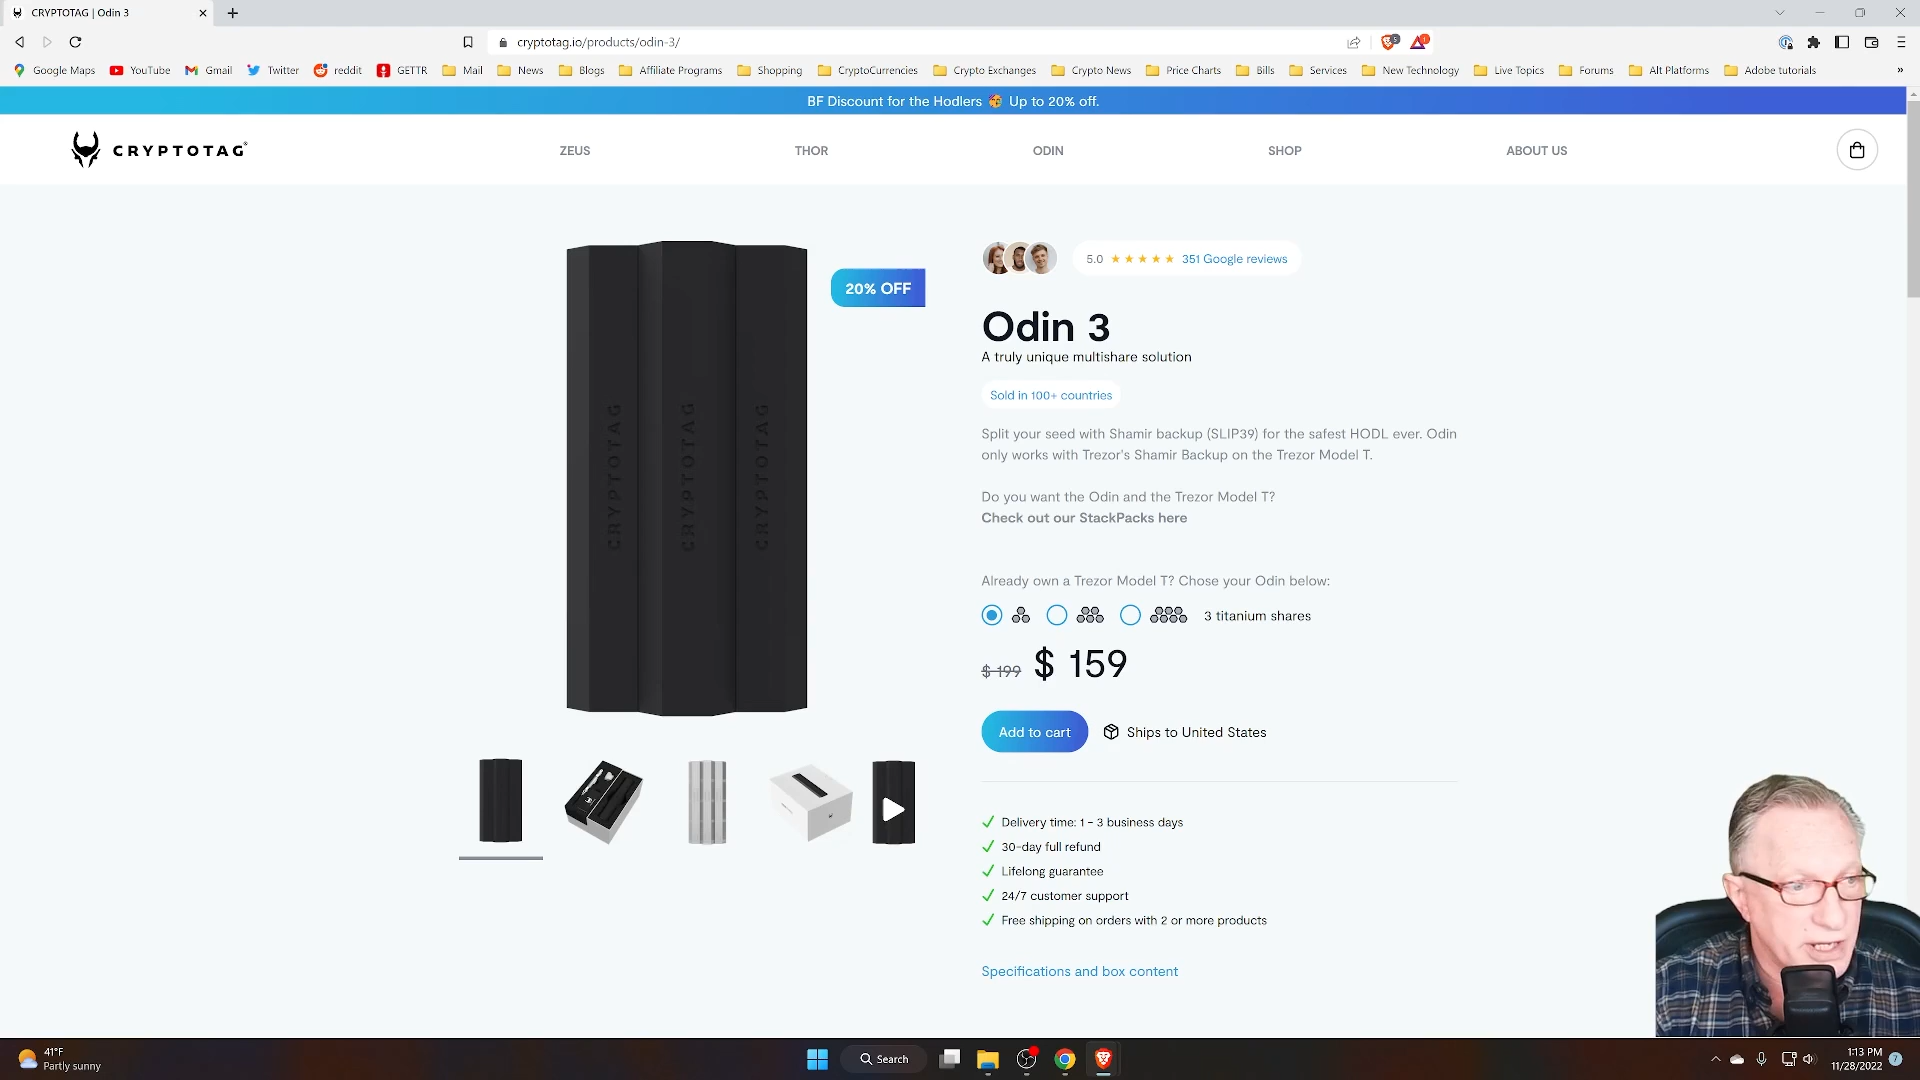 CRYPTOTAG | Odin 3
cryptotag.io/products/odin-3/
Google Maps YouTube Gmail Twitter reddit GETTR Mail News Blogs Affiliate Programs Shopping CryptoCurrencies Crypto Exchanges Crypto News Price Charts Bills Services New Technology Live Topics Forums Alt Platforms Adobe tutorials »
BF Discount for the Hodlers 🥳 Up to 20% off.
CRYPTOTAG® ZEUS THOR ODIN SHOP ABOUT US
5.0 ★★★★★ 351 Google reviews
20% OFF
Odin 3
A truly unique multishare solution
Sold in 100+ countries
Split your seed with Shamir backup (SLIP39) for the safest HODL ever. Odin
only works with Trezor's Shamir Backup on the Trezor Model T.
CRYPTOTAG
CRYPTOTAG
CRYPTOTAG
Do you want the Odin and the Trezor Model T?
Check out our StackPacks here
Already own a Trezor Model T? Chose your Odin below:
3 titanium shares
$ 199 $ 159
Add to cart Ships to United States
✓ Delivery time: 1 - 3 business days
✓ 30-day full refund
✓ Lifelong guarantee
✓ 24/7 customer support
✓ Free shipping on orders with 2 or more products
Specifications and box content
41°F
Partly sunny
Search
1:13 PM
11/28/2022
7